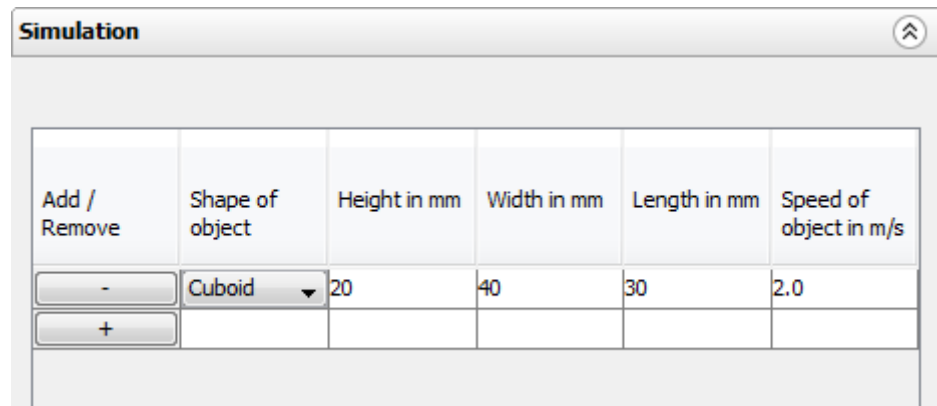 Simulation
Add / Remove Shape of object Height in mm Width in mm Length in mm Speed of object in m/s
- Cuboid 20 40 30 2.0
+